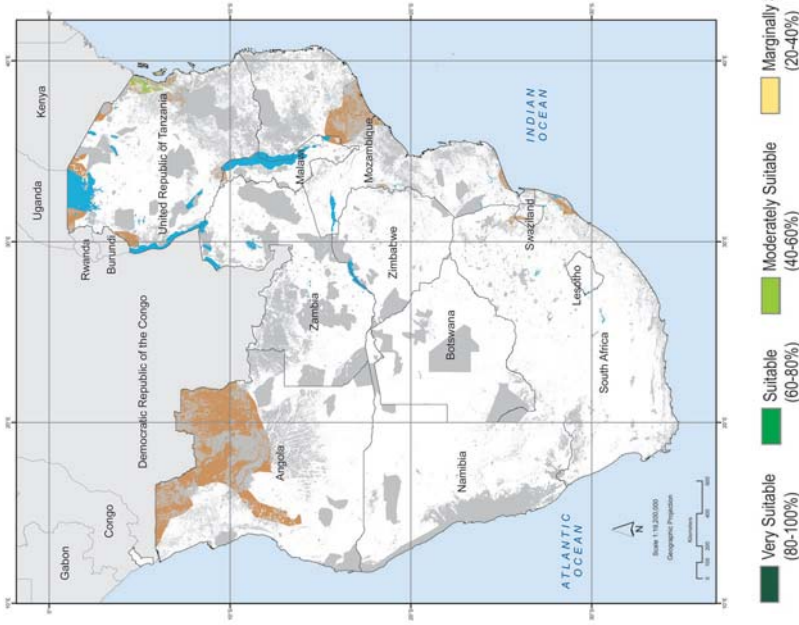 Gabon
Congo
Democratic Republic of the Congo
Uganda
Kenya
Rwanda
Burundi
United Republic of Tanzania
Angola
Zambia
Malawi
Mozambique
Zimbabwe
Namibia
Botswana
Swaziland
Lesotho
South Africa
ATLANTIC
OCEAN
INDIAN
OCEAN
N
Geographic Projection
Kilometers
Very Suitable
(80-100%)
Suitable
(60-80%)
Moderately Suitable
(40-60%)
Marginally
(20-40%)